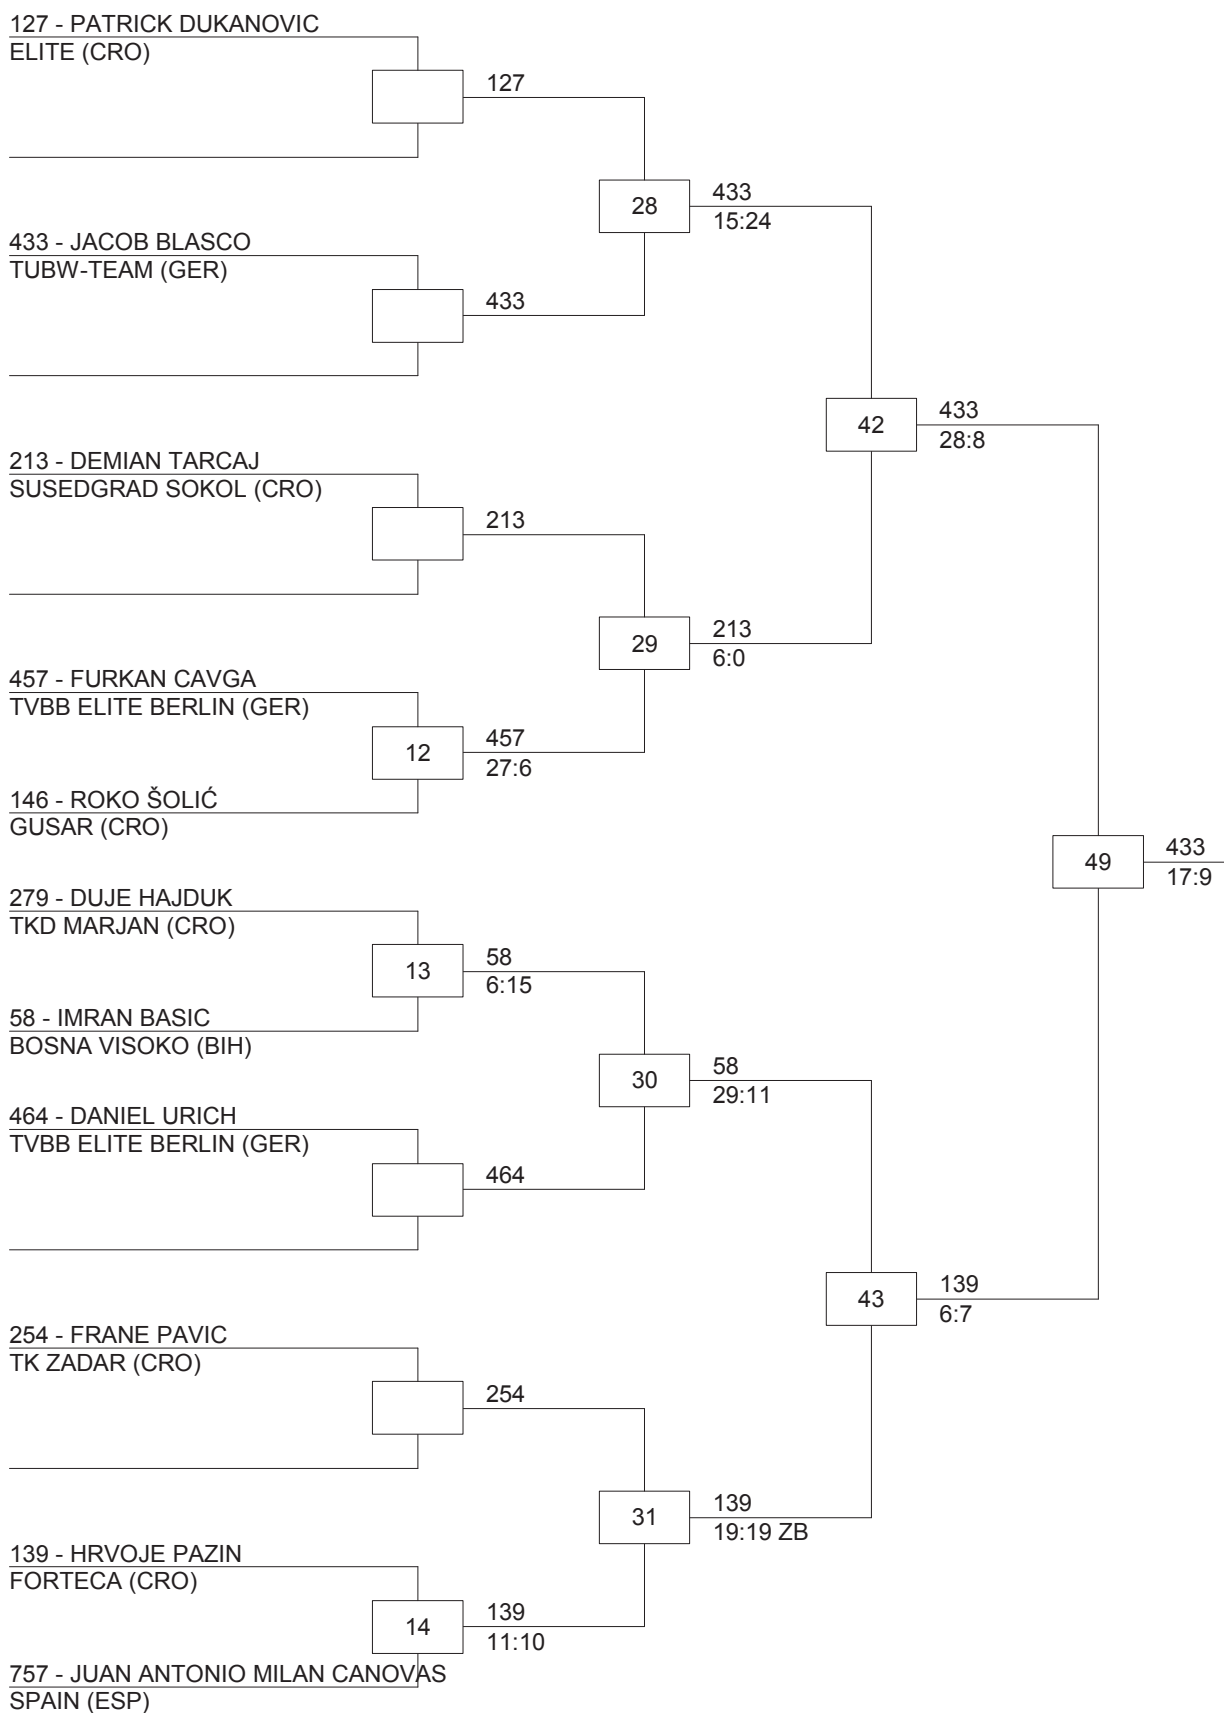 127 - PATRICK DUKANOVIC
ELITE (CRO)
127
28
433
15:24
433 - JACOB BLASCO
TUBW-TEAM (GER)
433
42
433
28:8
213 - DEMIAN TARCAJ
SUSEDGRAD SOKOL (CRO)
213
29
213
6:0
457 - FURKAN CAVGA
TVBB ELITE BERLIN (GER)
12
457
27:6
146 - ROKO ŠOLIĆ
GUSAR (CRO)
49
433
17:9
279 - DUJE HAJDUK
TKD MARJAN (CRO)
13
58
6:15
58 - IMRAN BASIC
BOSNA VISOKO (BIH)
30
58
29:11
464 - DANIEL URICH
TVBB ELITE BERLIN (GER)
464
43
139
6:7
254 - FRANE PAVIC
TK ZADAR (CRO)
254
31
139
19:19 ZB
139 - HRVOJE PAZIN
FORTECA (CRO)
14
139
11:10
757 - JUAN ANTONIO MILAN CANOVAS
SPAIN (ESP)